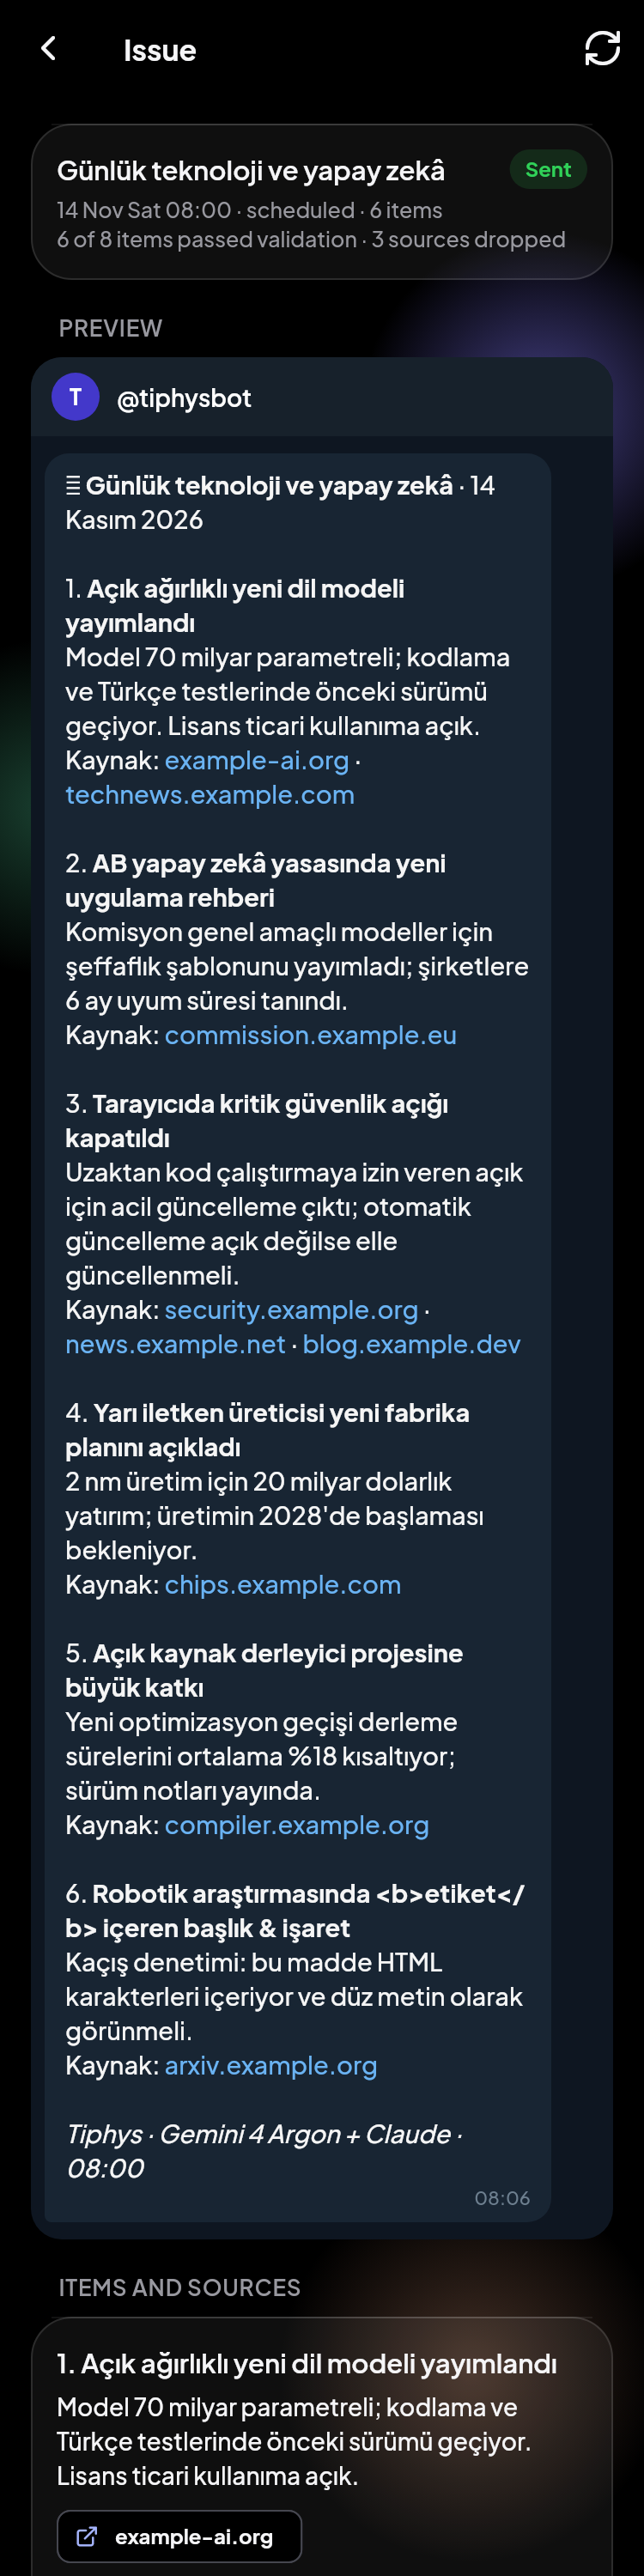 Issue
Günlük teknoloji ve yapay zekâ
Sent
14 Nov Sat 08:00 · scheduled · 6 items
6 of 8 items passed validation · 3 sources dropped
PREVIEW
T
@tiphysbot
Günlük teknoloji ve yapay zekâ · 14
Kasım 2026
1. Açık ağırlıklı yeni dil modeli
yayımlandı
Model 70 milyar parametreli; kodlama
ve Türkçe testlerinde önceki sürümü
geçiyor. Lisans ticari kullanıma açık.
Kaynak: example-ai.org ·
technews.example.com
2. AB yapay zekâ yasasında yeni
uygulama rehberi
Komisyon genel amaçlı modeller için
şeffaflık şablonunu yayımladı; şirketlere
6 ay uyum süresi tanındı.
Kaynak: commission.example.eu
3. Tarayıcıda kritik güvenlik açığı
kapatıldı
Uzaktan kod çalıştırmaya izin veren açık
için acil güncelleme çıktı; otomatik
güncelleme açık değilse elle
güncellenmeli.
Kaynak: security.example.org ·
news.example.net · blog.example.dev
4. Yarı iletken üreticisi yeni fabrika
planını açıkladı
2 nm üretim için 20 milyar dolarlık
yatırım; üretimin 2028'de başlaması
bekleniyor.
Kaynak: chips.example.com
5. Açık kaynak derleyici projesine
büyük katkı
Yeni optimizasyon geçişi derleme
sürelerini ortalama %18 kısaltıyor;
sürüm notları yayında.
Kaynak: compiler.example.org
6. Robotik araştırmasında <b>etiket</
b> içeren başlık & işaret
Kaçış denetimi: bu madde HTML
karakterleri içeriyor ve düz metin olarak
görünmeli.
Kaynak: arxiv.example.org
Tiphys · Gemini 4 Argon + Claude ·
08:00
08:06
ITEMS AND SOURCES
1. Açık ağırlıklı yeni dil modeli yayımlandı
Model 70 milyar parametreli; kodlama ve
Türkçe testlerinde önceki sürümü geçiyor.
Lisans ticari kullanıma açık.
example-ai.org